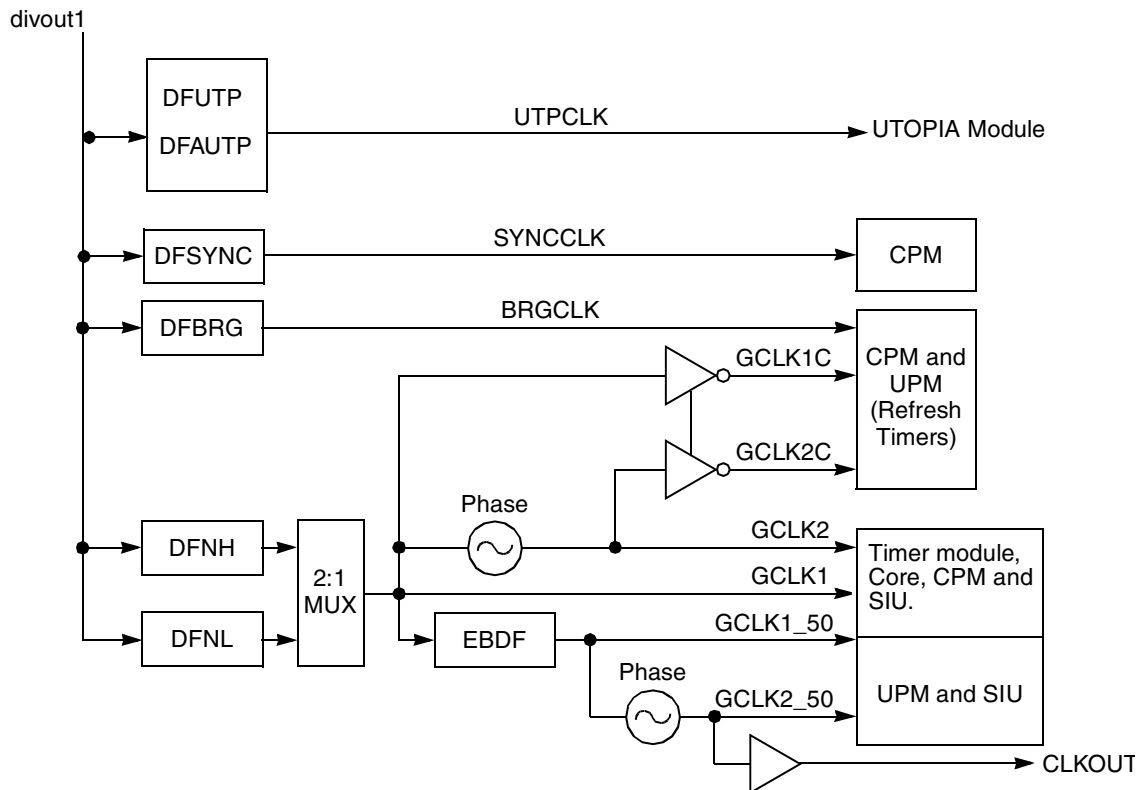 divout1
DFUTP
DFAUTP
UTPCLK
UTOPIA Module
DFSYNC
SYNCCLK
CPM
DFBRG
BRGCLK
GCLK1C
GCLK2C
CPM and
UPM
(Refresh
Timers)
Phase
DFNH
DFNL
2:1
MUX
GCLK2
GCLK1
Timer module,
Core, CPM and
SIU.
EBDF
GCLK1_50
Phase
GCLK2_50
UPM and SIU
CLKOUT